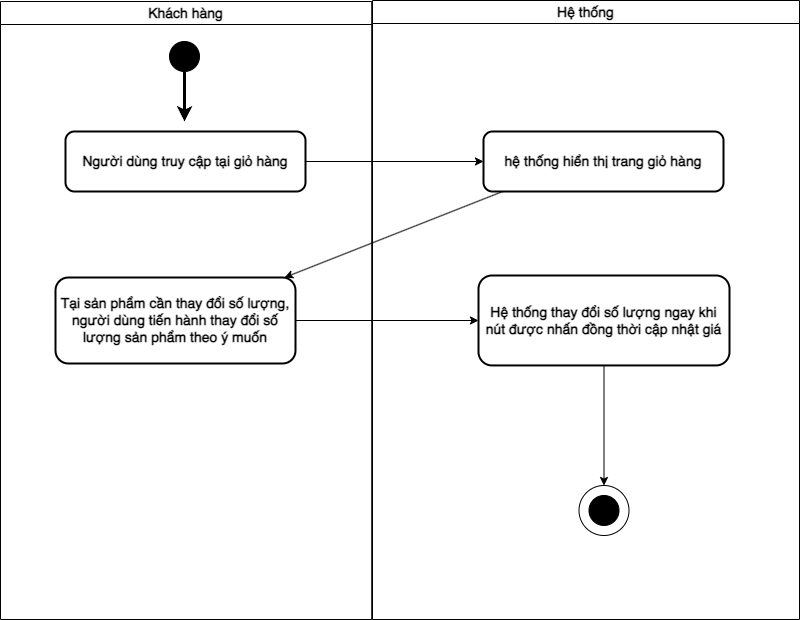 Khách hàng
Hệ thống
Người dùng truy cập tại giỏ hàng
hệ thống hiển thị trang giỏ hàng
Tại sản phẩm cần thay đổi số lượng,
người dùng tiến hành thay đổi số
lượng sản phẩm theo ý muốn
Hệ thống thay đổi số lượng ngay khi
nút được nhấn đồng thời cập nhật giá